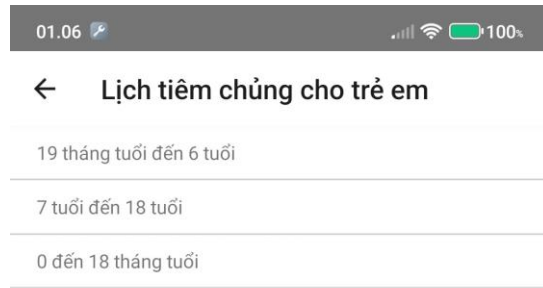 01.06 100%
Lịch tiêm chủng cho trẻ em
19 tháng tuổi đến 6 tuổi
7 tuổi đến 18 tuổi
0 đến 18 tháng tuổi